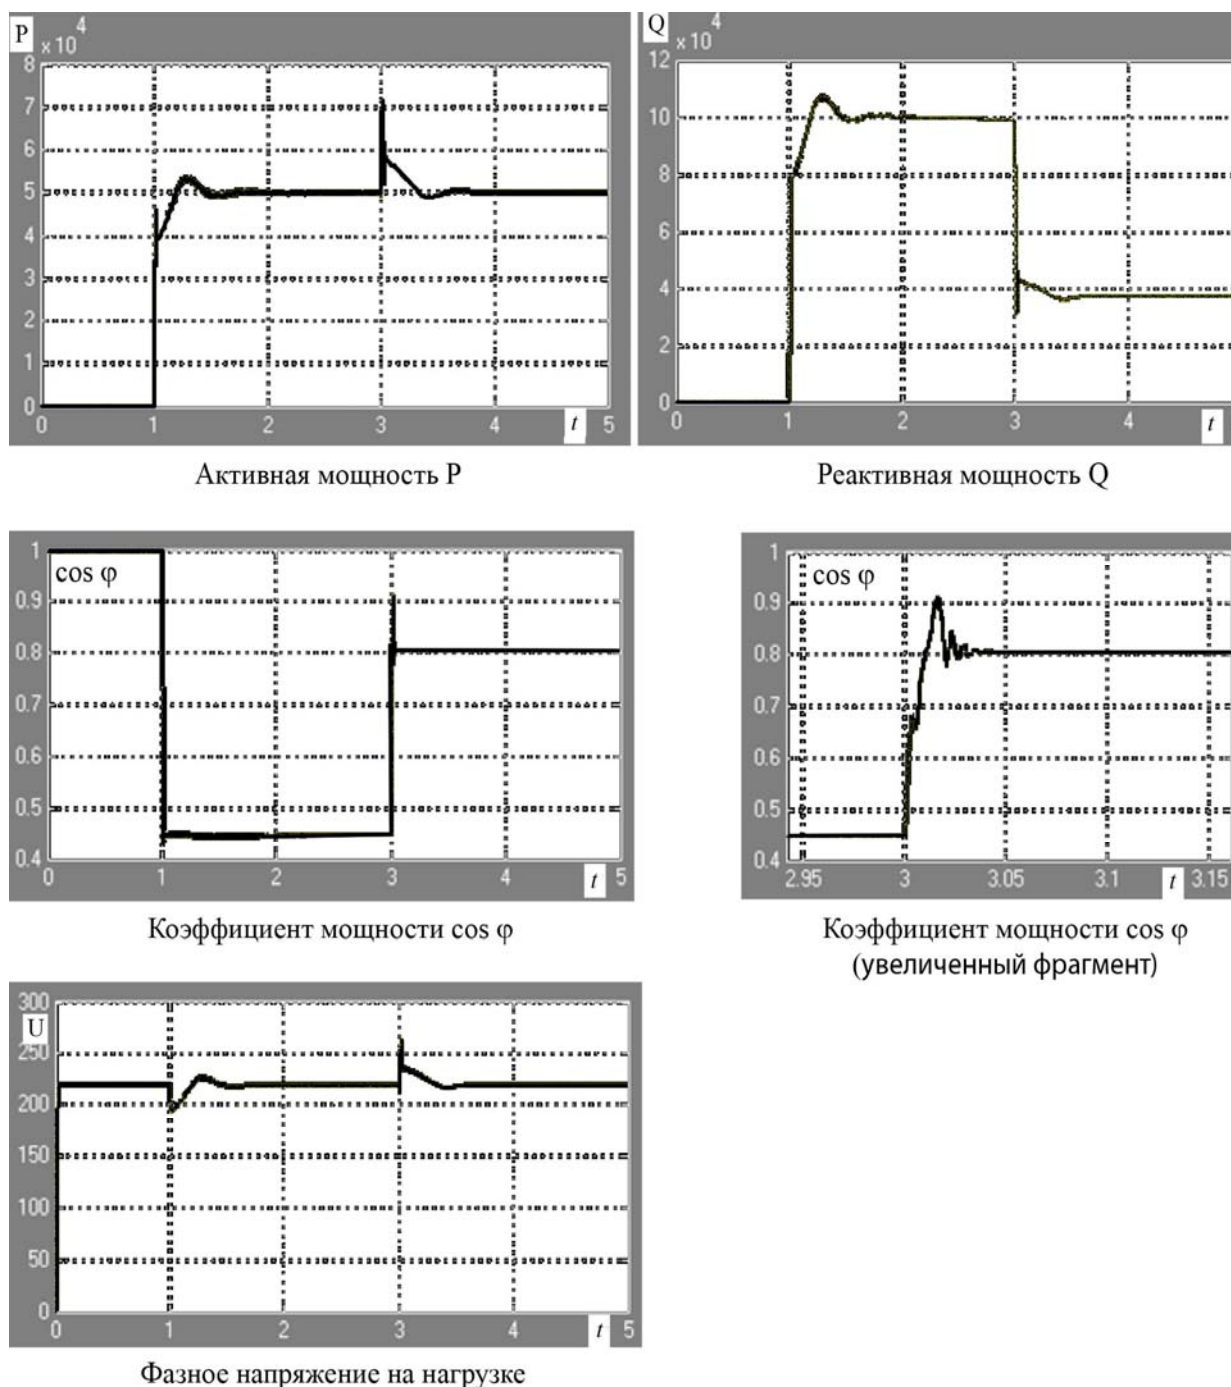 P
× 10⁴
8
7
6
5
4
3
2
1
0
0 1 2 3 4 t 5
Активная мощность P
Q
× 10⁴
12
10
8
6
4
2
0
0 1 2 3 4
Реактивная мощность Q
1
cos φ
0.9
0.8
0.7
0.6
0.5
0.4
0 1 2 3 4 t 5
Коэффициент мощности cos φ
1
cos φ
0.9
0.8
0.7
0.6
0.5
0.4
2.95 3 3.05 3.1 t 3.15
Коэффициент мощности cos φ
(увеличенный фрагмент)
300
U
250
200
150
100
50
0
0 1 2 3 4 t 5
Фазное напряжение на нагрузке